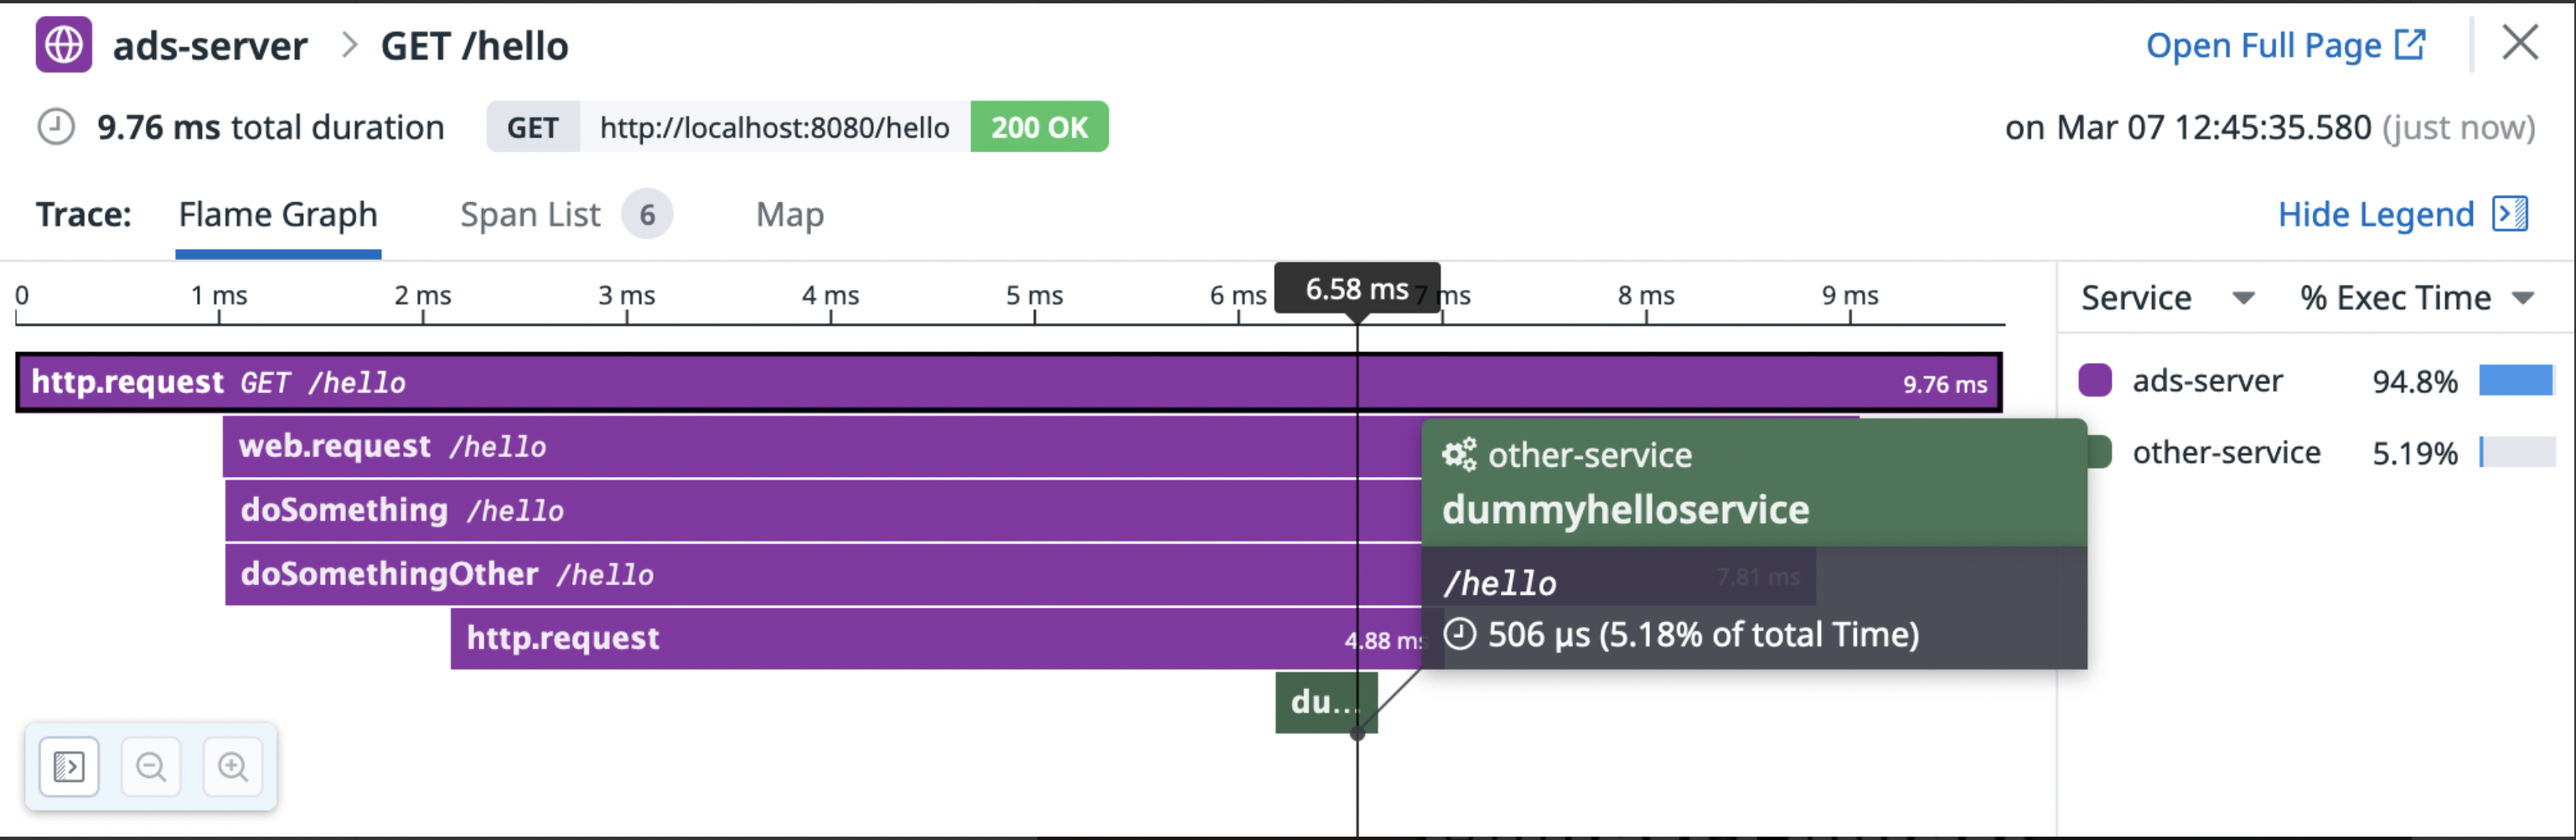 ads-server > GET /hello
Open Full Page
9.76 ms total duration
GET http://localhost:8080/hello 200 OK
on Mar 07 12:45:35.580 (just now)
Trace: Flame Graph Span List 6 Map
Hide Legend
0 1 ms 2 ms 3 ms 4 ms 5 ms 6 ms 6.58 ms 7 ms 8 ms 9 ms
Service % Exec Time
http.request GET /hello 9.76 ms
ads-server 94.8%
web.request /hello
other-service
other-service 5.19%
doSomething /hello
dummyhelloservice
doSomethingOther /hello 7.81 ms
/hello
http.request 4.88 ms
506 µs (5.18% of total Time)
du...